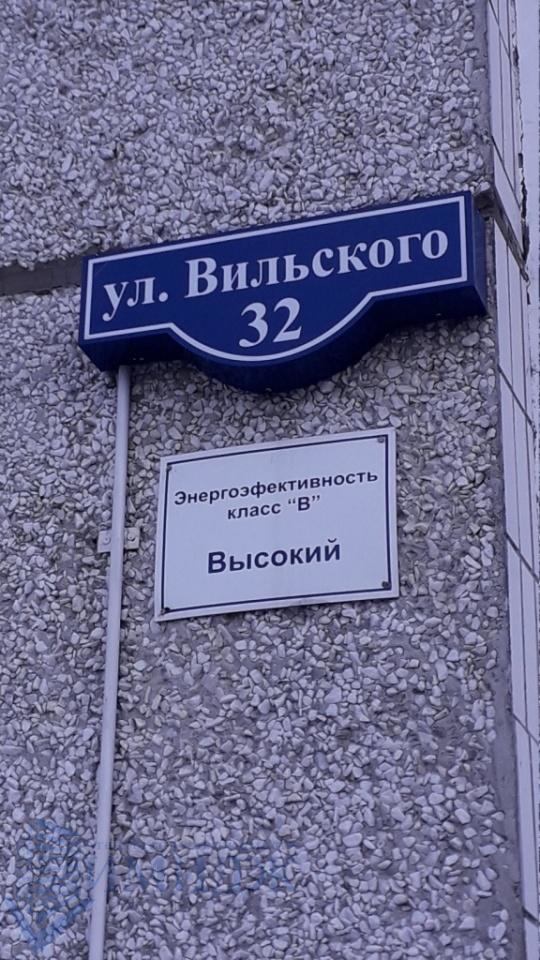 ул. Вильского
32
Энергоэфективность
класс “В”
Высокий